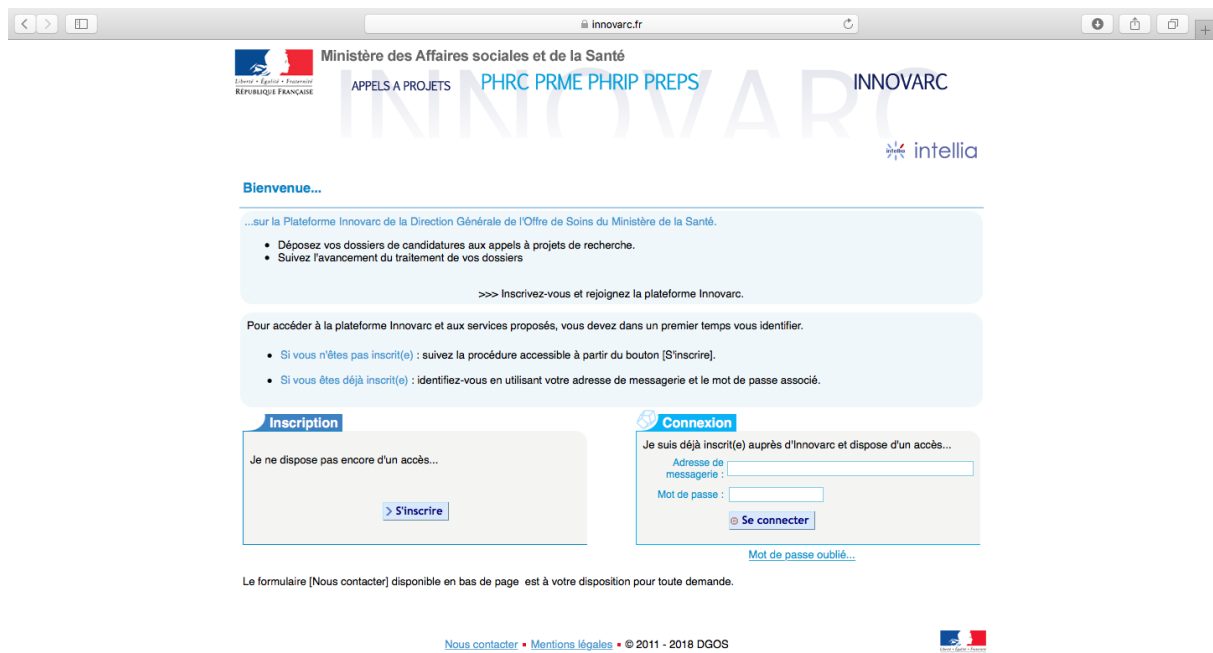 innovarc.fr
Ministère des Affaires sociales et de la Santé
Liberté • Égalité • Fraternité
RÉPUBLIQUE FRANÇAISE
APPELS A PROJETS PHRC PRME PHRIP PREPS
INNOVARC
INNOVARC
intellia intellia
Bienvenue...
...sur la Plateforme Innovarc de la Direction Générale de l'Offre de Soins du Ministère de la Santé.
• Déposez vos dossiers de candidatures aux appels à projets de recherche.
• Suivez l'avancement du traitement de vos dossiers
>>> Inscrivez-vous et rejoignez la plateforme Innovarc.
Pour accéder à la plateforme Innovarc et aux services proposés, vous devez dans un premier temps vous identifier.
• Si vous n'êtes pas inscrit(e) : suivez la procédure accessible à partir du bouton [S'inscrire].
• Si vous êtes déjà inscrit(e) : identifiez-vous en utilisant votre adresse de messagerie et le mot de passe associé.
Inscription
Je ne dispose pas encore d'un accès...
> S'inscrire
Connexion
Je suis déjà inscrit(e) auprès d'Innovarc et dispose d'un accès...
Adresse de
messagerie :
Mot de passe :
Se connecter
Mot de passe oublié...
Le formulaire [Nous contacter] disponible en bas de page est à votre disposition pour toute demande.
Nous contacter ▪ Mentions légales ▪ © 2011 - 2018 DGOS
Liberté • Égalité • Fraternité